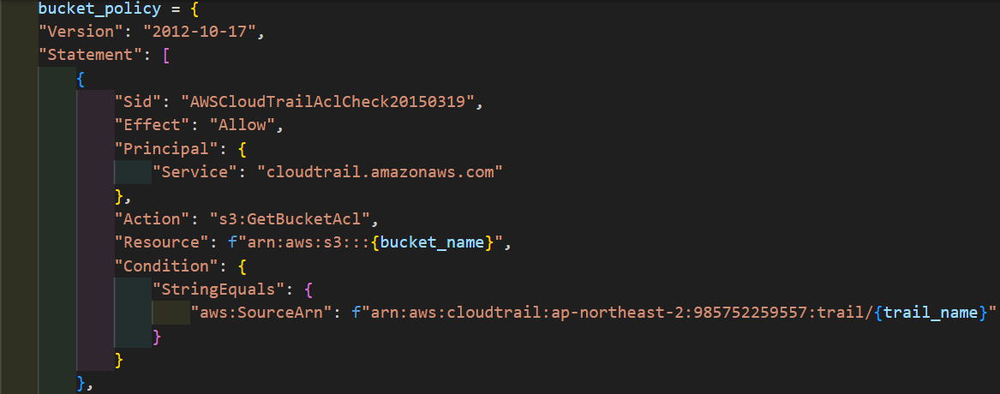 bucket_policy = {
"Version": "2012-10-17",
"Statement": [
{
"Sid": "AWSCloudTrailAclCheck20150319",
"Effect": "Allow",
"Principal": {
"Service": "cloudtrail.amazonaws.com"
},
"Action": "s3:GetBucketAcl",
"Resource": f"arn:aws:s3:::{bucket_name}",
"Condition": {
"StringEquals": {
"aws:SourceArn": f"arn:aws:cloudtrail:ap-northeast-2:985752259557:trail/{trail_name}"
}
}
},